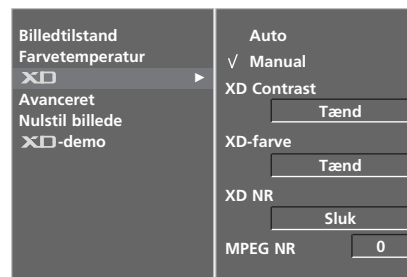 Billedtilstand
Farvetemperatur
XD
Avanceret
Nulstil billede
XD-demo
Auto
√ Manual
XD Contrast
Tænd
XD-farve
Tænd
XD NR
Sluk
MPEG NR 0